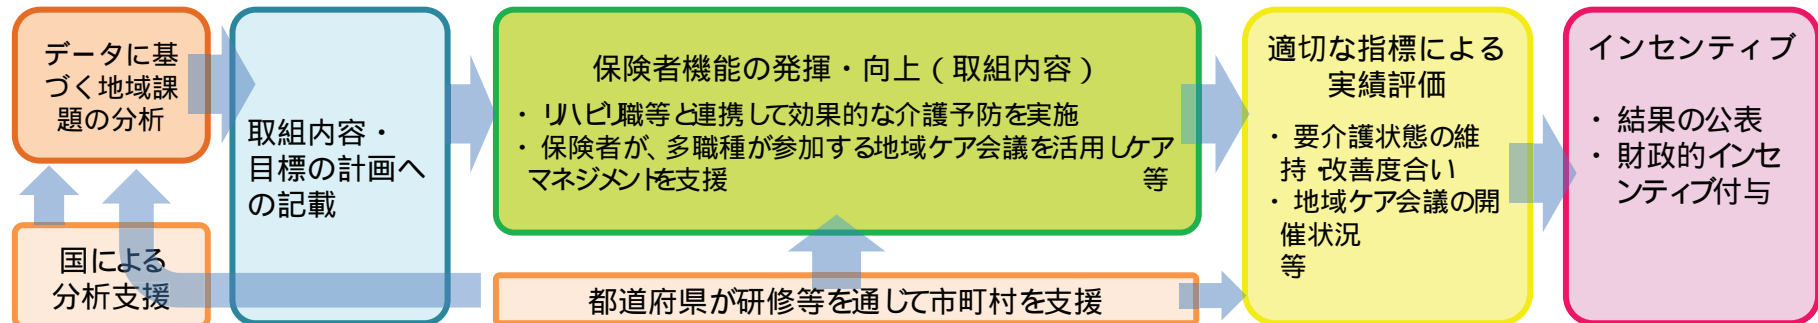 データに基
づく地域課
題の分析
国による
分析支援
取組内容・
目標の計画へ
の記載
保険者機能の発揮・向上(取組内容)
・ リハビリ職等と連携して効果的な介護予防を実施
・ 保険者が、多職種が参加する地域ケア会議を活用しケア
マネジメントを支援 等
都道府県が研修等を通じて市町村を支援
適切な指標による
実績評価
・ 要介護状態の維
持・改善度合い
・ 地域ケア会議の開
催状況
等
インセンティブ
・ 結果の公表
・ 財政的インセ
ンティブ付与